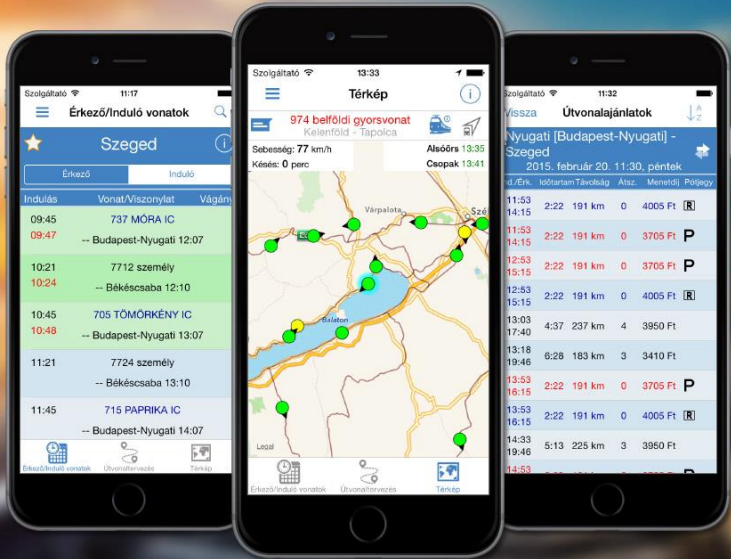 Szolgáltató 11:17
Érkező/Induló vonatok
Szeged
Érkező Induló
Indulás Vonat/Viszonylat Vágány
09:45 737 MÓRA IC
09:47
-- Budapest-Nyugati 12:07
10:21 7712 személy
10:24
-- Békéscsaba 12:10
10:45 705 TÖMÖRKÉNY IC
10:48
-- Budapest-Nyugati 13:07
11:21 7724 személy
-- Békéscsaba 13:10
11:45 715 PAPRIKA IC
-- Budapest-Nyugati 14:07
Érkező/Induló vonatok Útvonaltervezés Térkép
Szolgáltató 13:33
Térkép
974 belföldi gyorsvonat
Kelenföld - Tapolca
Sebesség: 77 km/h Alsóörs 13:35
Késés: 0 perc Csopak 13:41
Várpalota
Szé
Balaton
Legal
Érkező/Induló vonatok Útvonaltervezés Térkép
Szolgáltató 11:32
Vissza Útvonalajánlatok
Nyugati [Budapest-Nyugati] -
Szeged
2015. február 20. 11:30, péntek
nd./Érk. Időtartam Távolság Átsz. Menetdíj Pótjegy
11:53
14:15 2:22 191 km 0 4005 Ft R
11:53
14:15 2:22 191 km 0 3705 Ft P
12:53
15:15 2:22 191 km 0 3705 Ft P
12:53
15:15 2:22 191 km 0 4005 Ft R
13:03
17:40 4:37 237 km 4 3950 Ft
13:18
19:46 6:28 183 km 3 3410 Ft
13:53
16:15 2:22 191 km 0 3705 Ft P
13:53
16:15 2:22 191 km 0 4005 Ft R
14:33
19:46 5:13 225 km 3 3950 Ft
14:53